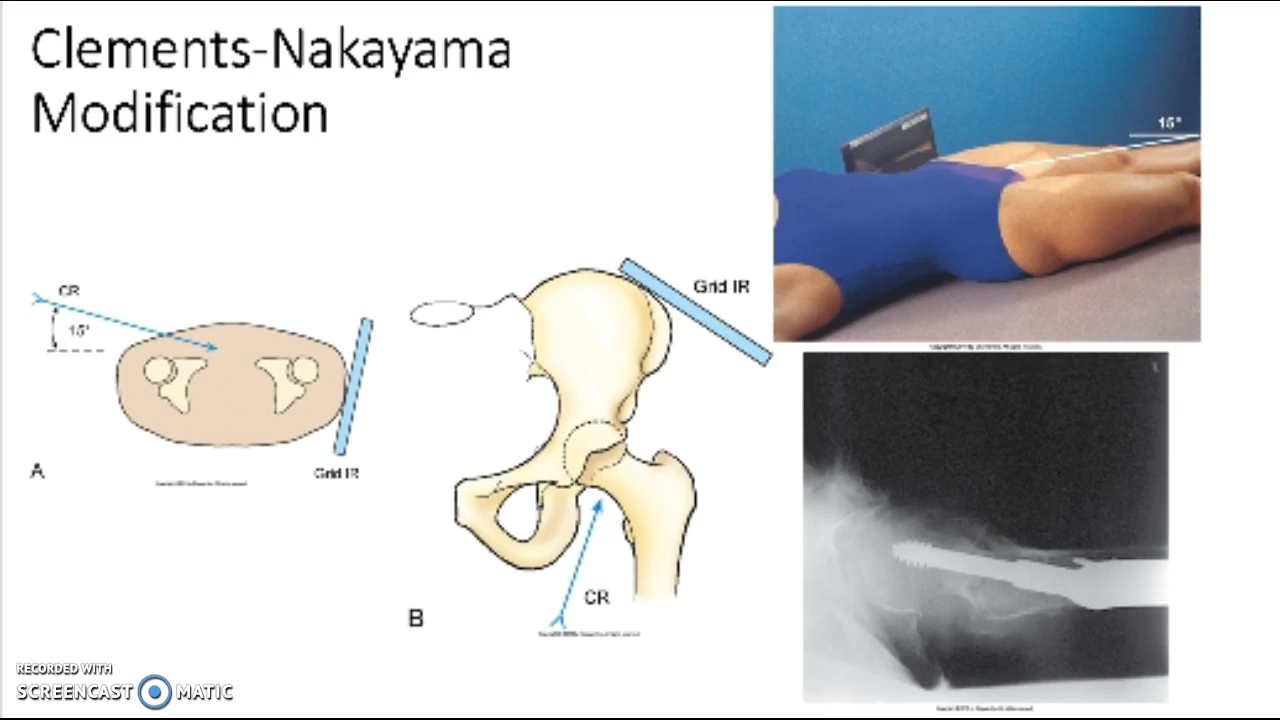 Clements-Nakayama
Modification
15°
CR
15°
Grid IR
A
Grid IR
CR
B
RECORDED WITH
SCREENCAST MATIC